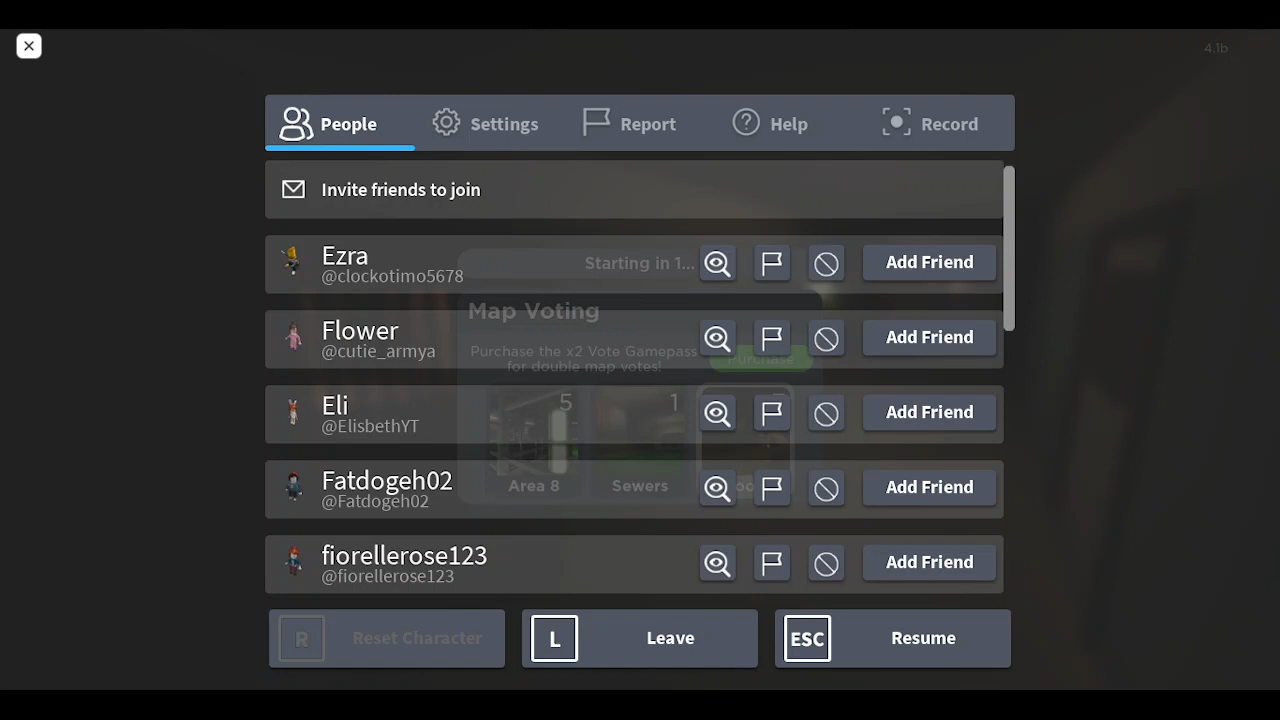 4.1b
People
Settings
Report
Help
Record
Invite friends to join
Ezra
@clockotimo5678
Add Friend
Starting in 1...
Flower
@cutie_armya
Add Friend
Map Voting
Purchase the x2 Vote Gamepass
for double map votes!
Purchase
Eli
@ElisbethYT
Add Friend
5
1
Fatdogeh02
@Fatdogeh02
Add Friend
Area 8
Sewers
fiorellerose123
@fiorellerose123
Add Friend
R
Reset Character
L
Leave
ESC
Resume